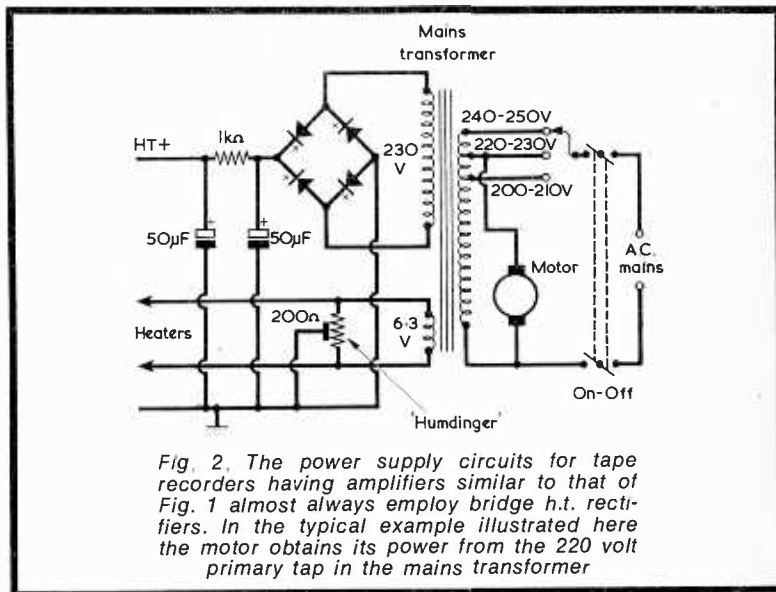 Mains
transformer
240-250V
220-230V
200-210V
HT+
1kΩ
230
V
50µF
+
50µF
+
Motor
A.C.
mains
200Ω
6·3
V
Heaters
'Humdinger'
On-Off
Fig. 2. The power supply circuits for tape
recorders having amplifiers similar to that of
Fig. 1 almost always employ bridge h.t. recti-
fiers. In the typical example illustrated here
the motor obtains its power from the 220 volt
primary tap in the mains transformer